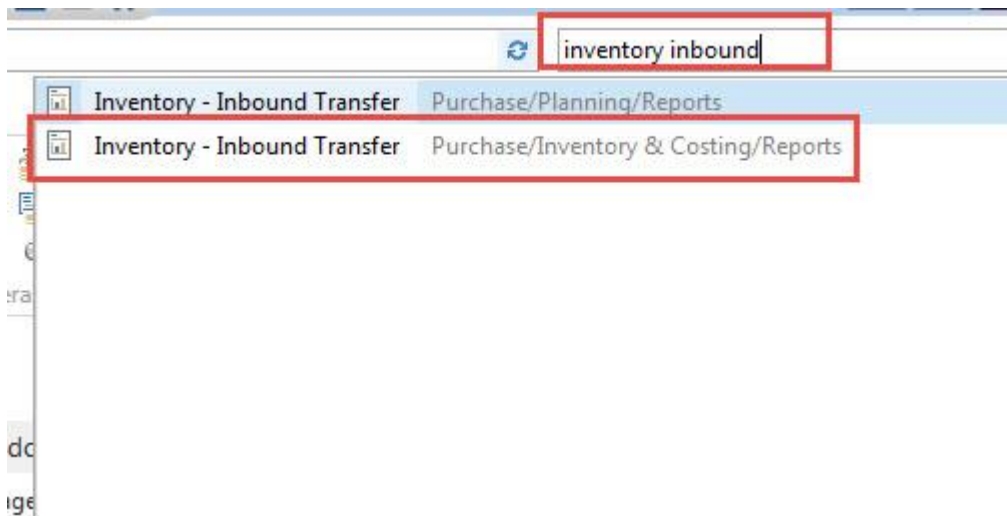 inventory inbound
Inventory - Inbound Transfer Purchase/Planning/Reports
Inventory - Inbound Transfer Purchase/Inventory & Costing/Reports